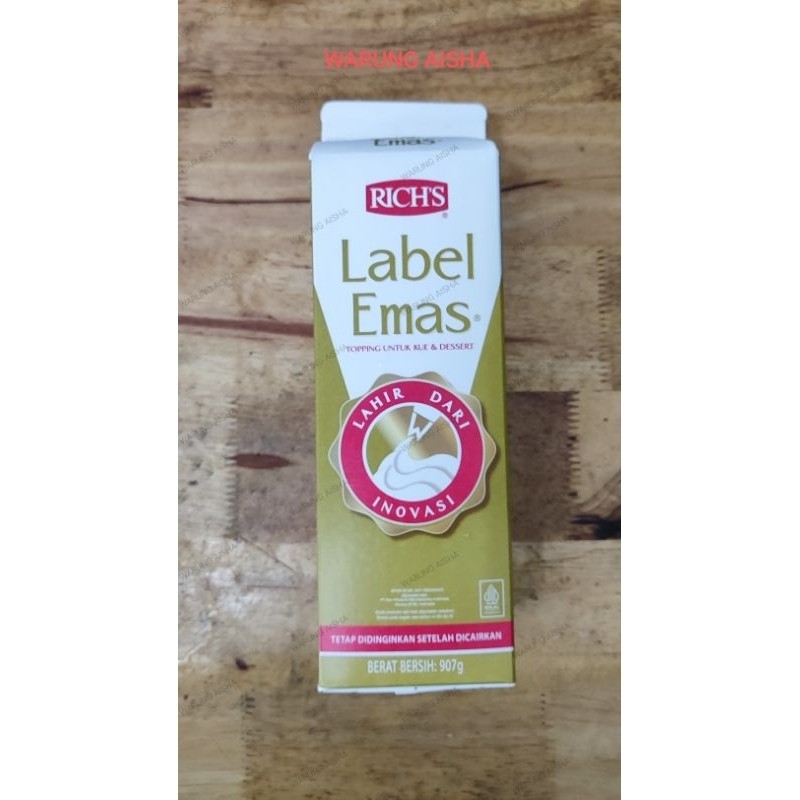 WARUNG AISHA
Emas
RICH'S®
Label
Emas®
TOPPING UNTUK KUE & DESSERT
LAHIR DARI
INOVASI
TETAP DIDINGINKAN SETELAH DICAIRKAN
BERAT BERSIH: 907g